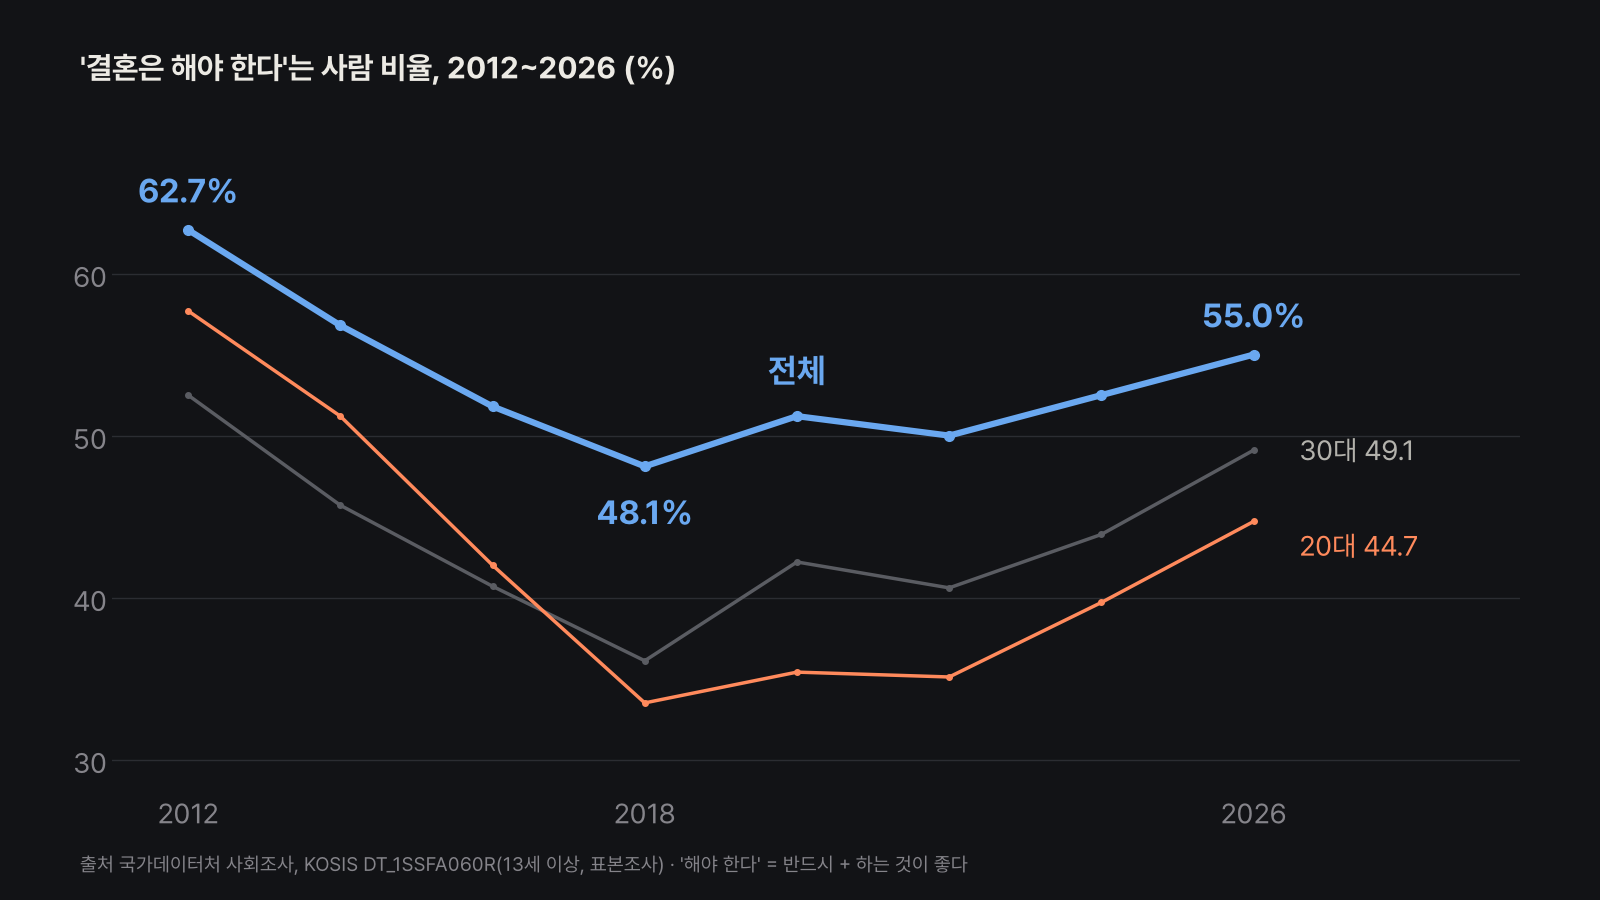 '결혼은 해야 한다'는 사람 비율, 2012~2026 (%)
62.7%
60
55.0%
전체
50
30대 49.1
48.1%
20대 44.7
40
30
2012
2018
2026
출처 국가데이터처 사회조사, KOSIS DT_1SSFA060R(13세 이상, 표본조사) · '해야 한다' = 반드시 + 하는 것이 좋다